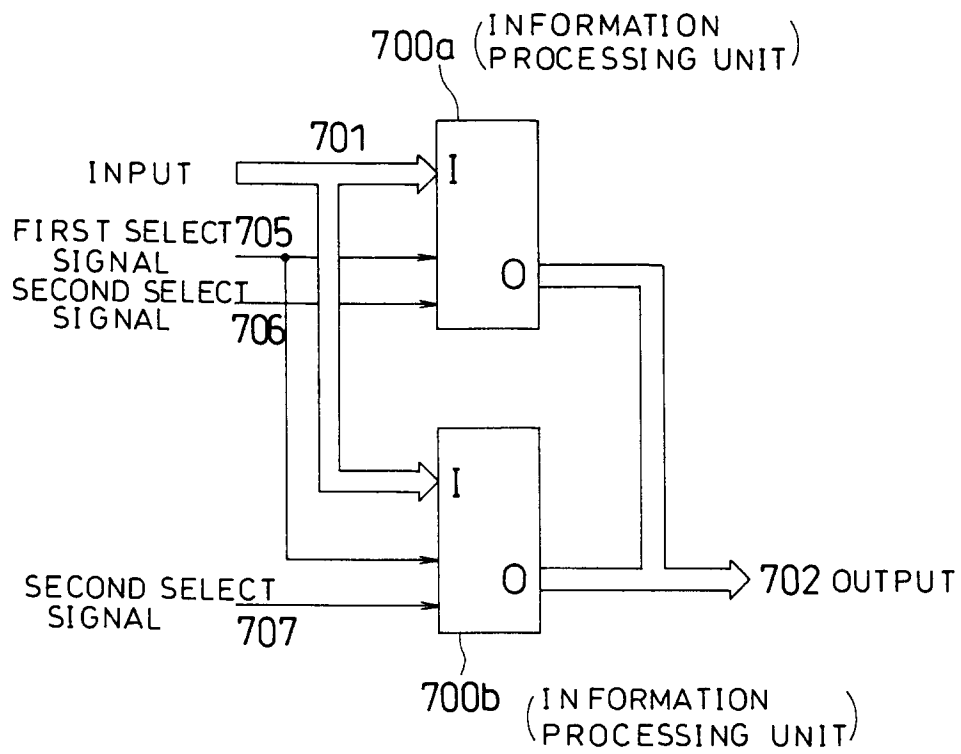 700a (INFORMATION
PROCESSING UNIT)
701
INPUT
I
FIRST SELECT 705
SIGNAL
O
SECOND SELECT
SIGNAL
706
I
O
SECOND SELECT
SIGNAL
707
702 OUTPUT
700b (INFORMATION
PROCESSING UNIT)